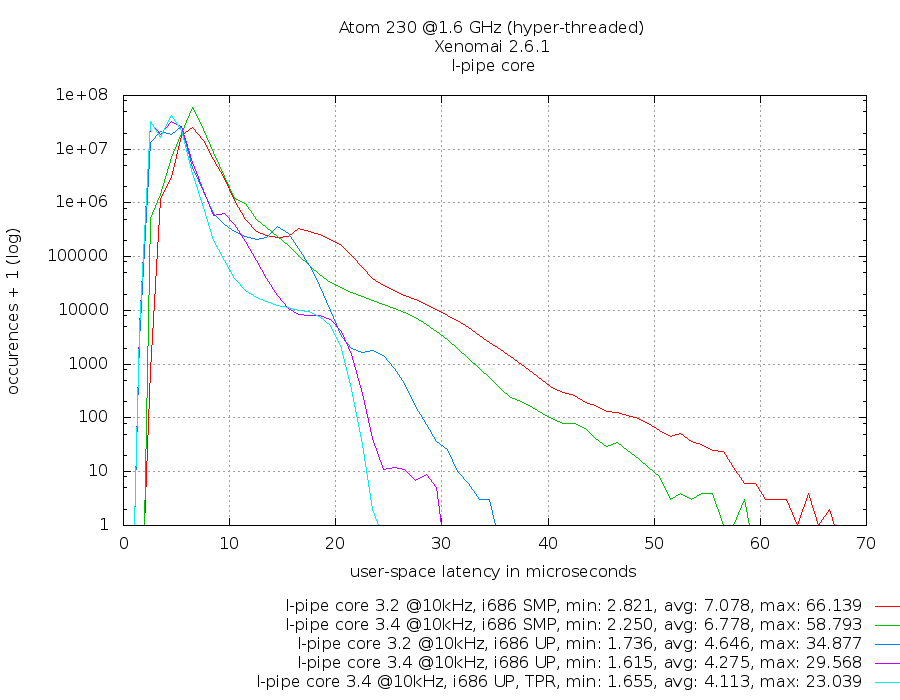 Atom 230 @1.6 GHz (hyper-threaded)
Xenomai 2.6.1
I-pipe core
1e+08
1e+07
1e+06
100000
10000
1000
100
10
1
occurences + 1 (log)
0 10 20 30 40 50 60 70
user-space latency in microseconds
I-pipe core 3.2 @10kHz, i686 SMP, min: 2.821, avg: 7.078, max: 66.139
I-pipe core 3.4 @10kHz, i686 SMP, min: 2.250, avg: 6.778, max: 58.793
I-pipe core 3.2 @10kHz, i686 UP, min: 1.736, avg: 4.646, max: 34.877
I-pipe core 3.4 @10kHz, i686 UP, min: 1.615, avg: 4.275, max: 29.568
I-pipe core 3.4 @10kHz, i686 UP, TPR, min: 1.655, avg: 4.113, max: 23.039